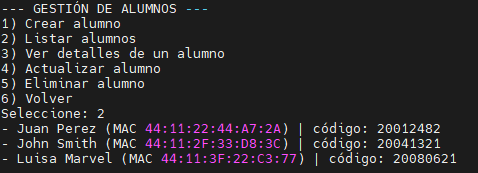 --- GESTIÓN DE ALUMNOS ---
1) Crear alumno
2) Listar alumnos
3) Ver detalles de un alumno
4) Actualizar alumno
5) Eliminar alumno
6) Volver
Seleccione: 2
- Juan Perez (MAC 44:11:22:44:A7:2A) | código: 20012482
- John Smith (MAC 44:11:2F:33:D8:3C) | código: 20041321
- Luisa Marvel (MAC 44:11:3F:22:C3:77) | código: 20080621